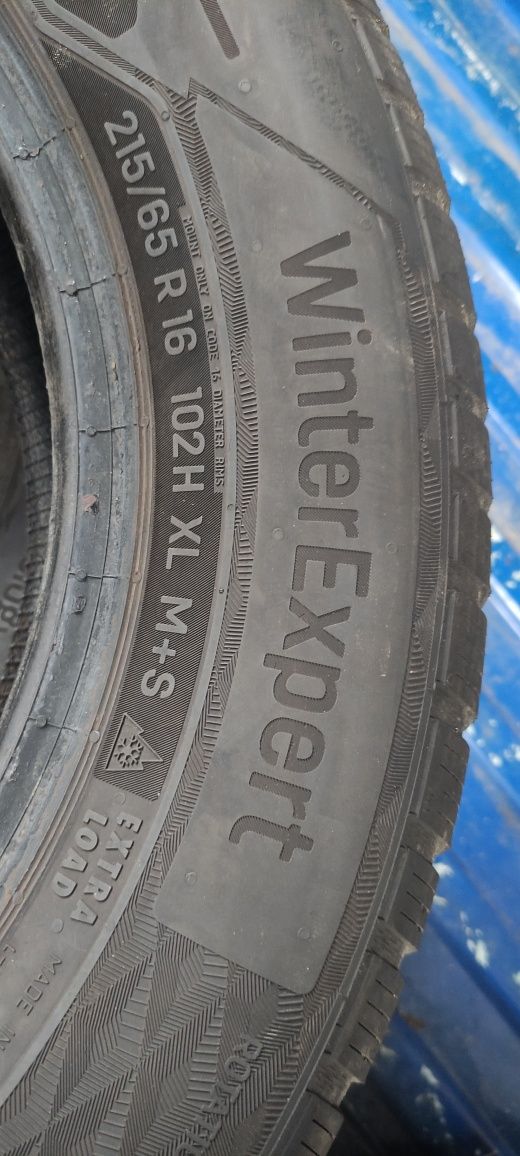 215/65 R 16 102H XL M+S
MOUNT ONLY ON CODE 16 DIAMETER RIMS
WinterExpert
EXTRA
LOAD
MADE IN